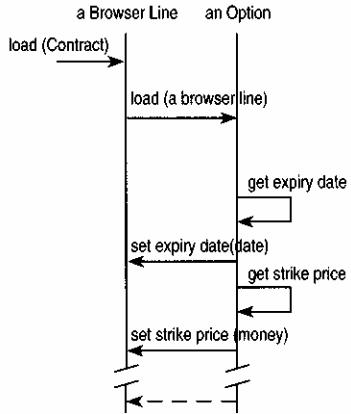 a Browser Line an Option
load (Contract)
load (a browser line)
get expiry date
set expiry date(date)
get strike price
set strike price (money)